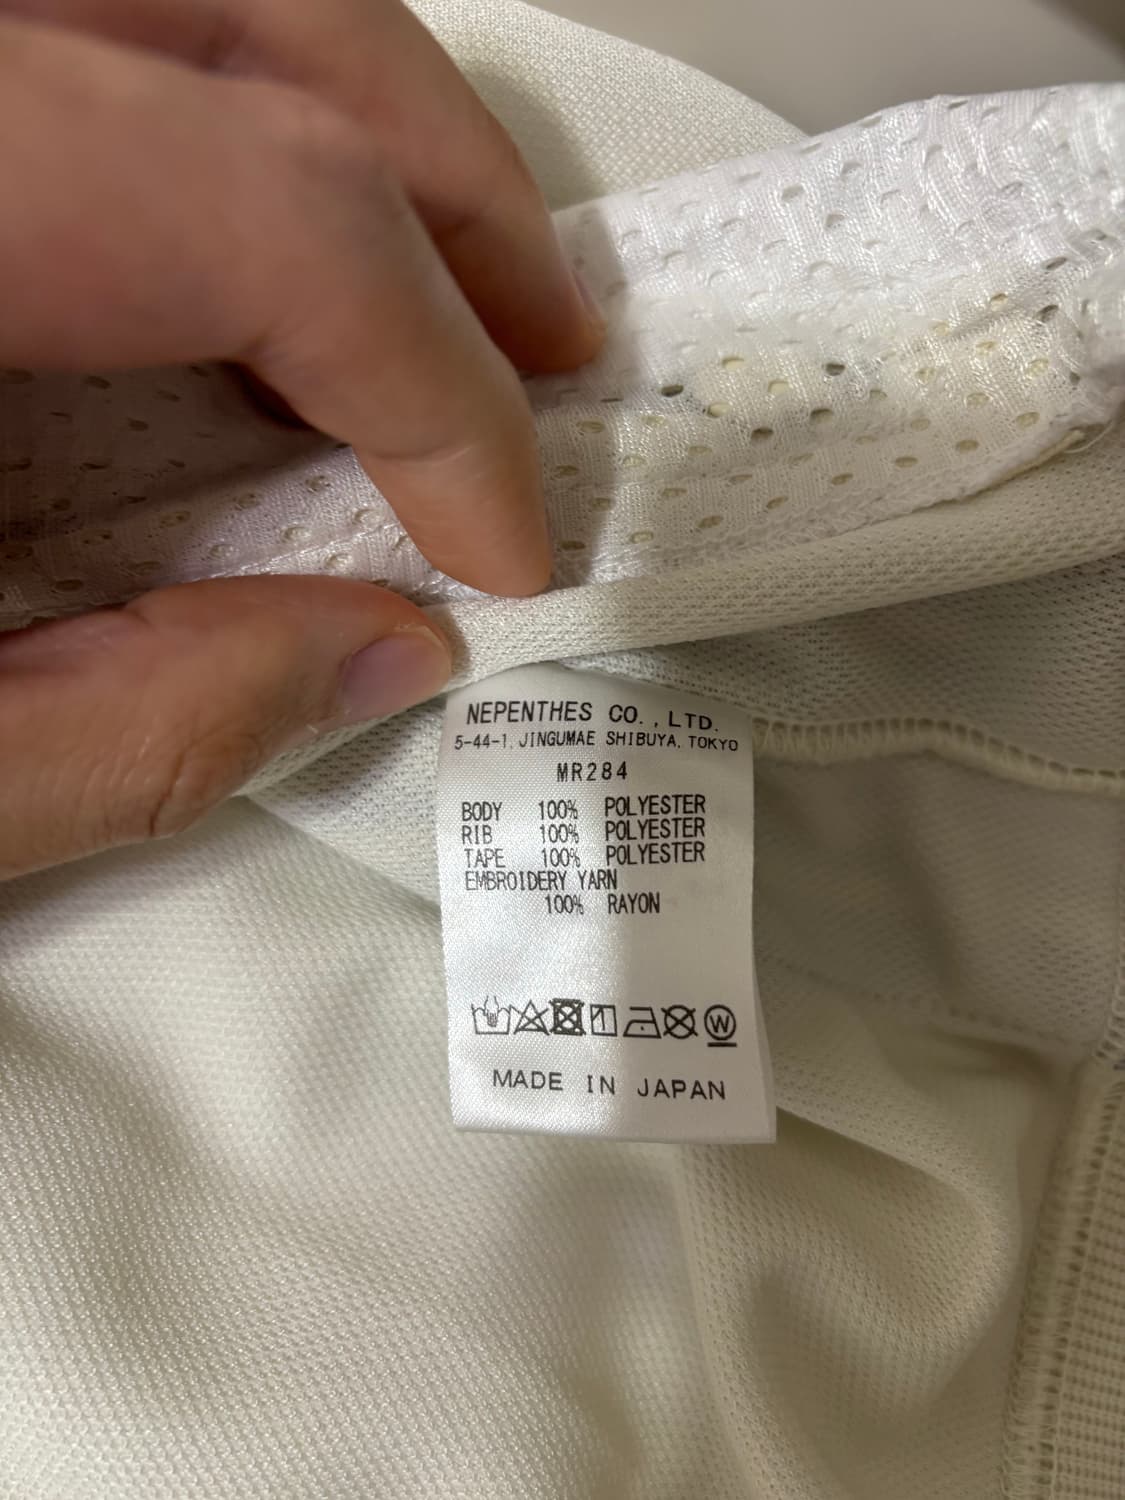 NEPENTHES CO.,LTD.
5-44-1, JINGUMAE SHIBUYA, TOKYO
MR284
BODY 100% POLYESTER
RIB 100% POLYESTER
TAPE 100% POLYESTER
EMBROIDERY YARN
100% RAYON
W
MADE IN JAPAN